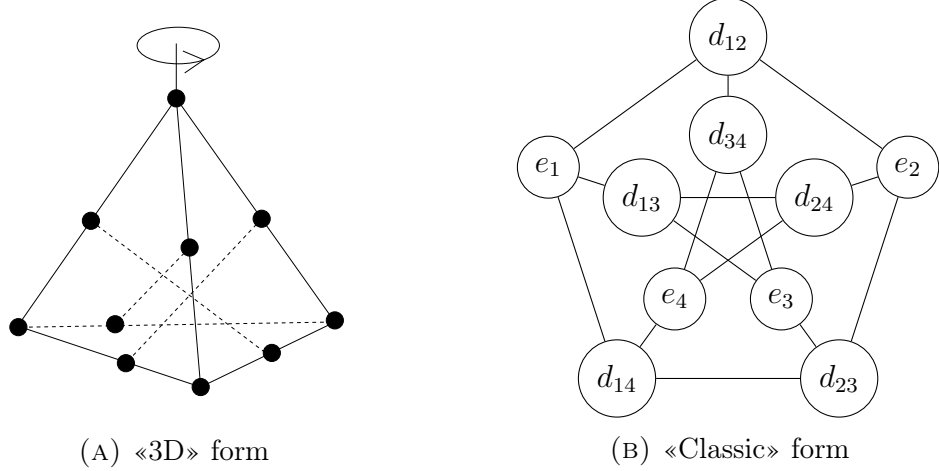 d12
d34
e1
e2
d13
d24
e4
e3
d14
d23
(A) «3D» form
(B) «Classic» form